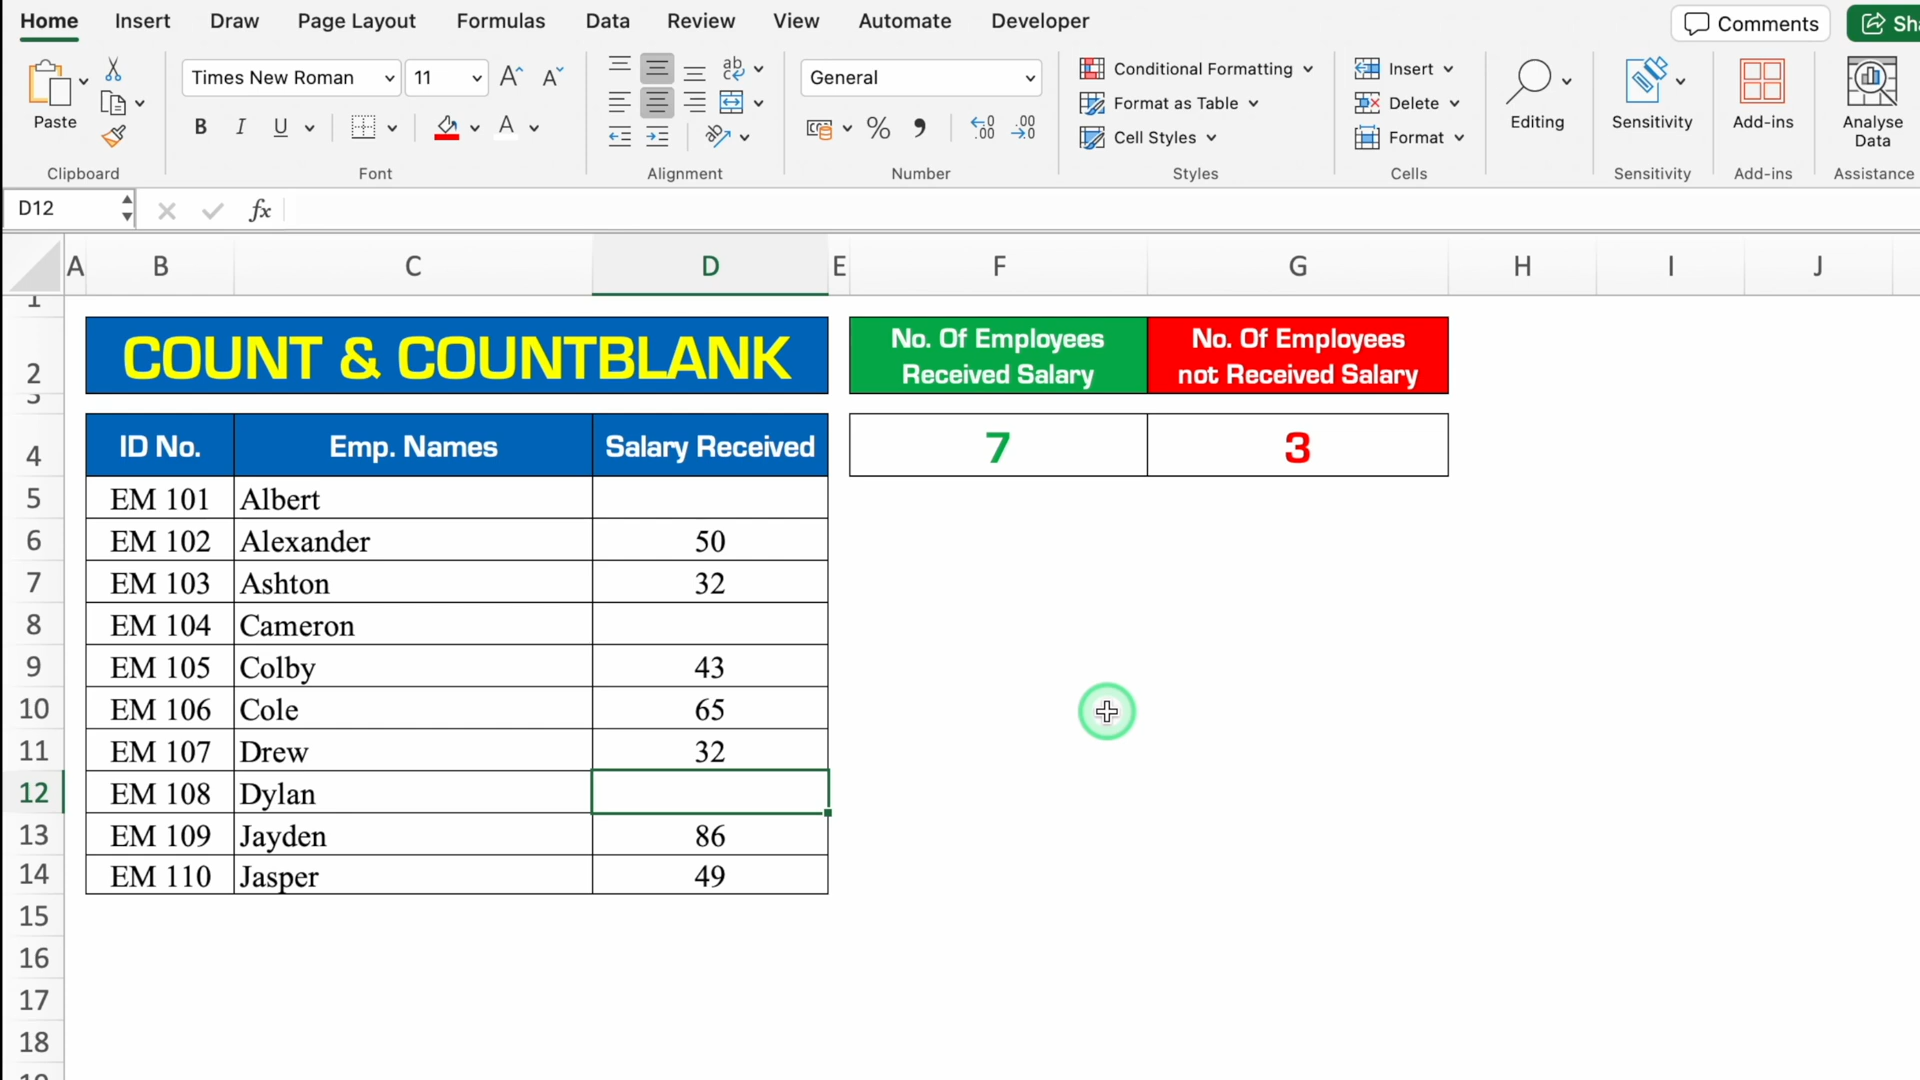 Home Insert Draw Page Layout Formulas Data Review View Automate Developer Comments
Times New Roman 11 General Conditional Formatting Insert
Format as Table Delete
Paste Editing Sensitivity Add-ins Analyse Data
B I U A % Cell Styles Format
Clipboard Font Alignment Number Styles Cells Sensitivity Add-ins Assistance
D12 fx
A B C D E F G H I J
1
2 COUNT & COUNTBLANK No. Of Employees Received Salary No. Of Employees not Received Salary
3
4 ID No. Emp. Names Salary Received 7 3
5 EM 101 Albert
6 EM 102 Alexander 50
7 EM 103 Ashton 32
8 EM 104 Cameron
9 EM 105 Colby 43
10 EM 106 Cole 65
11 EM 107 Drew 32
12 EM 108 Dylan
13 EM 109 Jayden 86
14 EM 110 Jasper 49
15
16
17
18